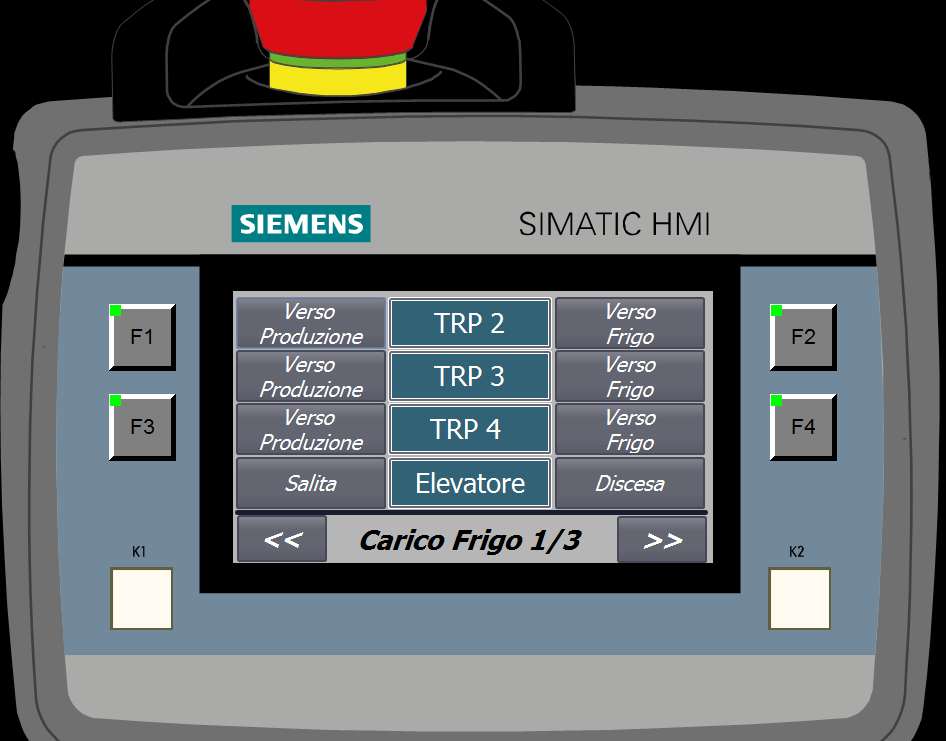 SIEMENS
SIMATIC HMI
F1
F2
F3
F4
Verso
Produzione
TRP 2
Verso
Frigo
Verso
Produzione
TRP 3
Verso
Frigo
Verso
Produzione
TRP 4
Verso
Frigo
Salita
Elevatore
Discesa
<<
Carico Frigo 1/3
>>
K1
K2